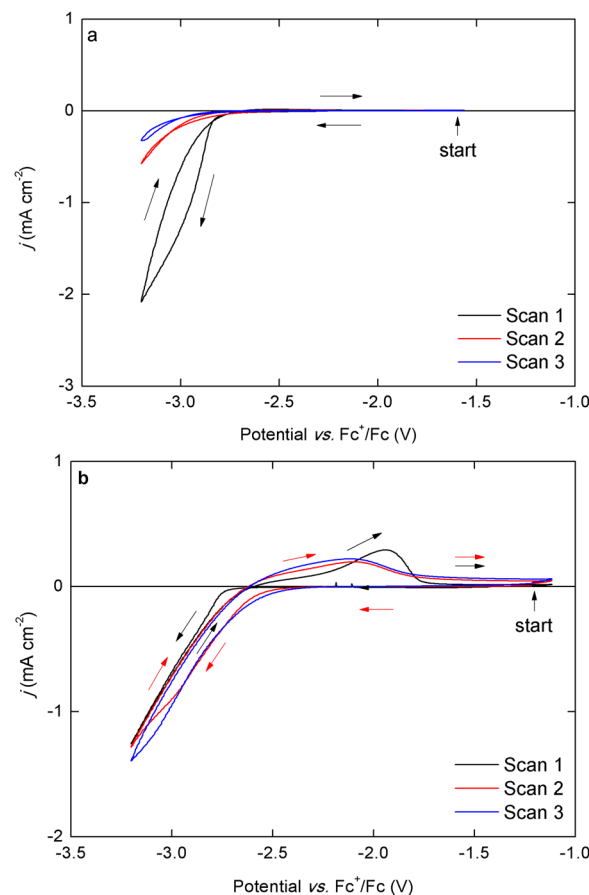 a
1
0
-1
-2
-3
j (mA cm-2)
start
Scan 1
Scan 2
Scan 3
-3.5 -3.0 -2.5 -2.0 -1.5 -1.0
Potential vs. Fc+/Fc (V)
b
1
0
-1
-2
j (mA cm-2)
start
Scan 1
Scan 2
Scan 3
-3.5 -3.0 -2.5 -2.0 -1.5 -1.0
Potential vs. Fc+/Fc (V)